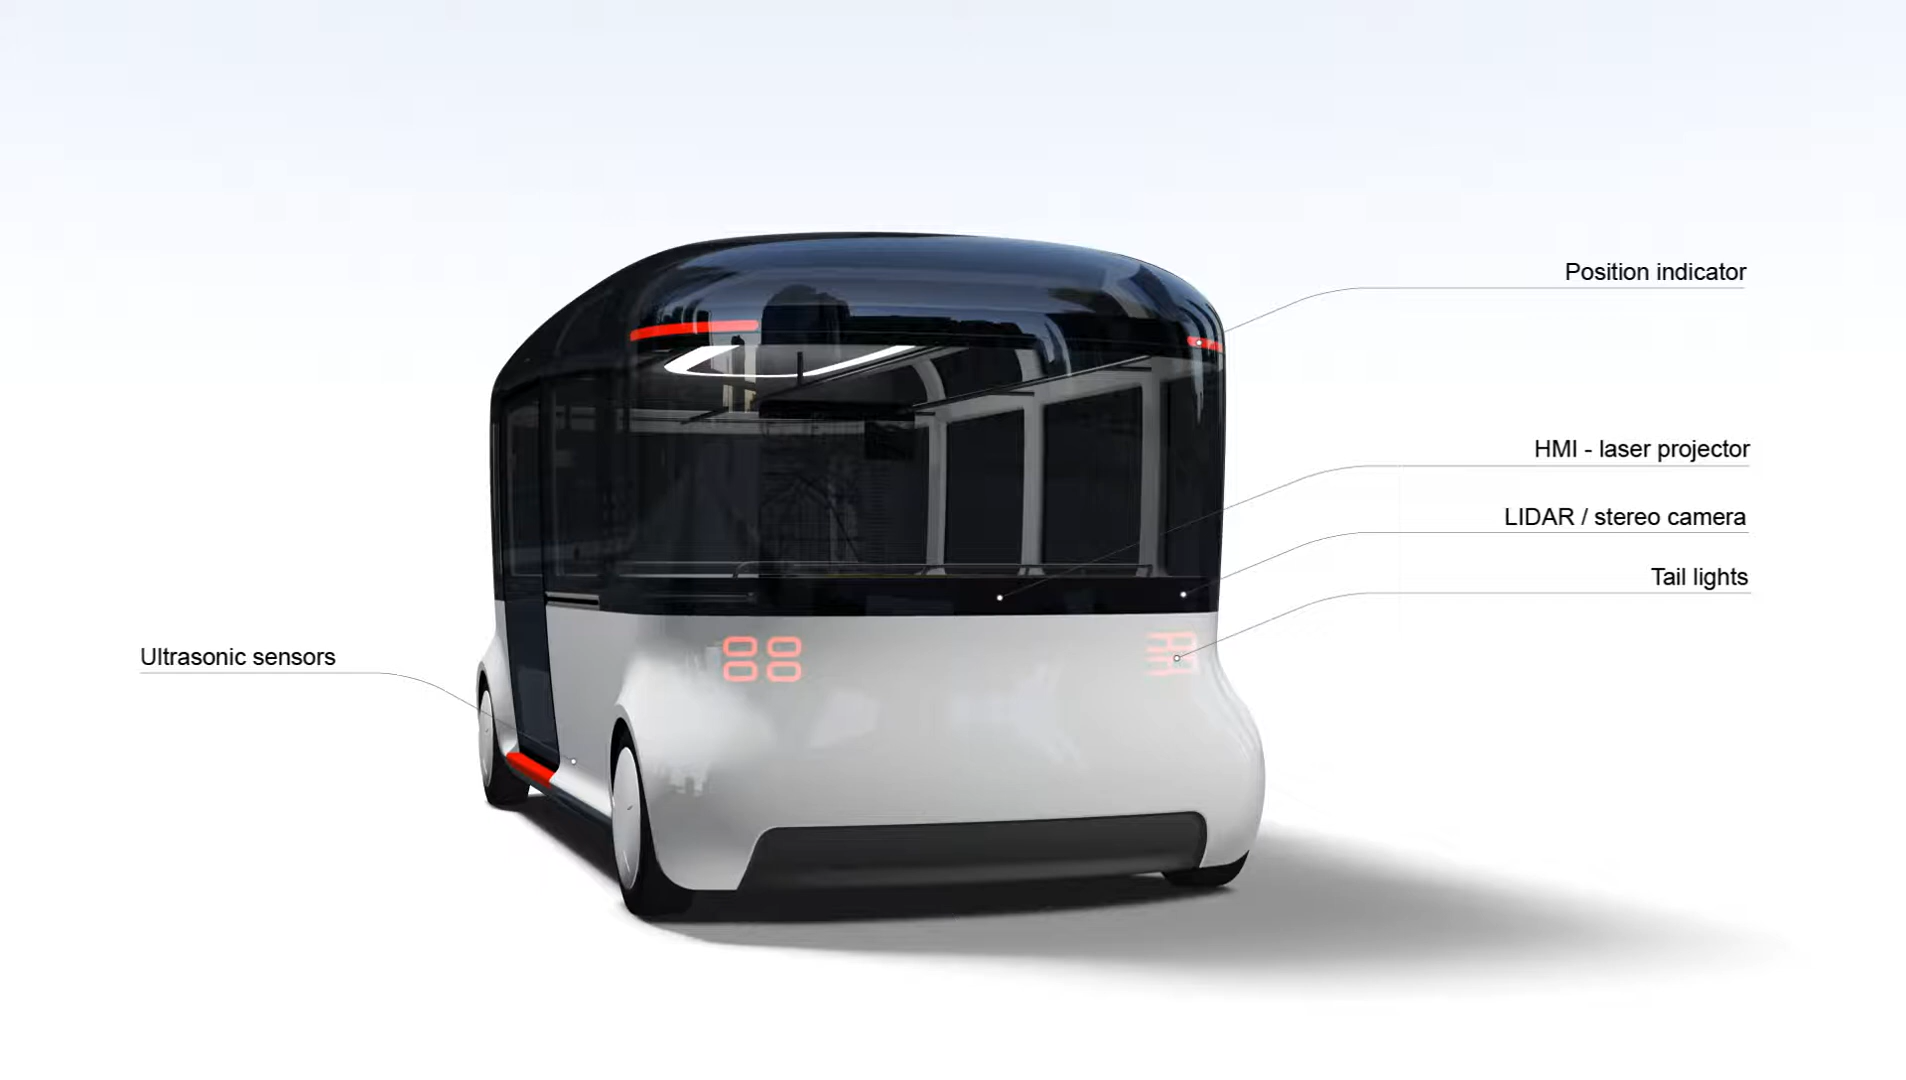 Position indicator
HMI - laser projector
LIDAR / stereo camera
Tail lights
Ultrasonic sensors